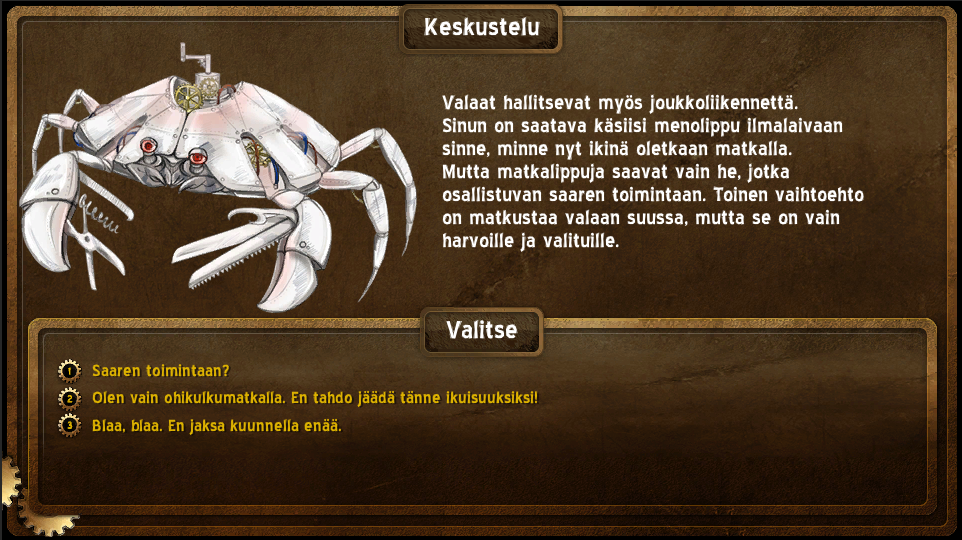 Keskustelu
Valaat hallitsevat myös joukkoliikennettä.
Sinun on saatava käsiisi menolippu ilmalaivaan
sinne, minne nyt ikinä oletkaan matkalla.
Mutta matkalippuja saavat vain he, jotka
osallistuvan saaren toimintaan. Toinen vaihtoehto
on matkustaa valaan suussa, mutta se on vain
harvoille ja valituille.
Valitse
1 Saaren toimintaan?
2 Olen vain ohikulkumatkalla. En tahdo jäädä tänne ikuisuuksiksi!
3 Blaa, blaa. En jaksa kuunnella enää.